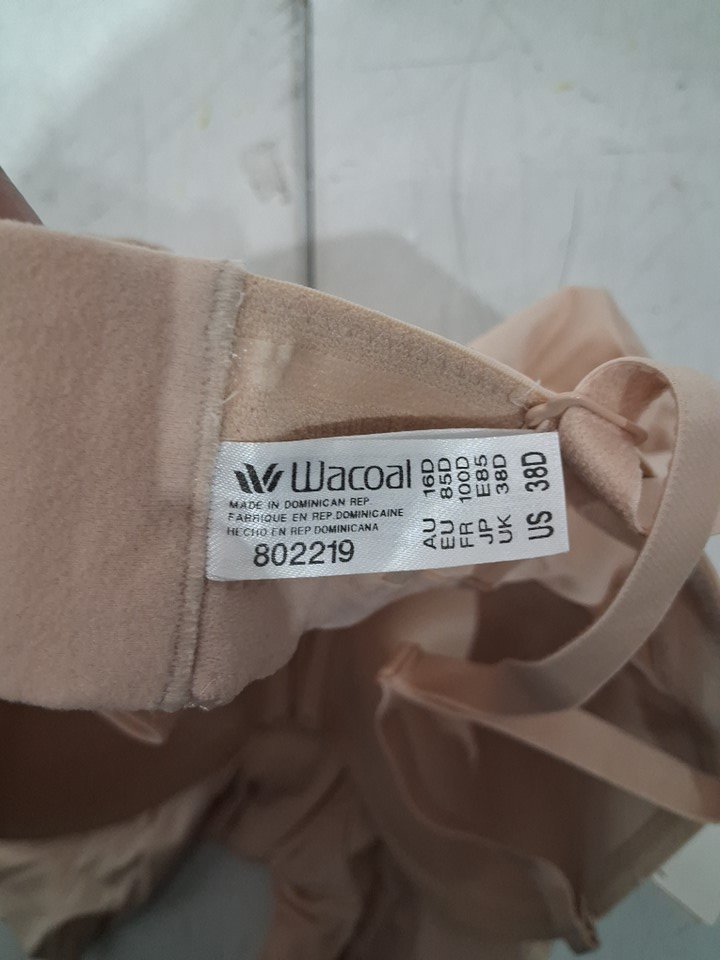 Wacoal
MADE IN DOMINICAN REP
FABRIQUE EN REP.DOMINICAINE
HECHO EN REP DOMINICANA
802219
AU 16D
EU 85D
FR 100D
JP E85
UK 38D
US 38D